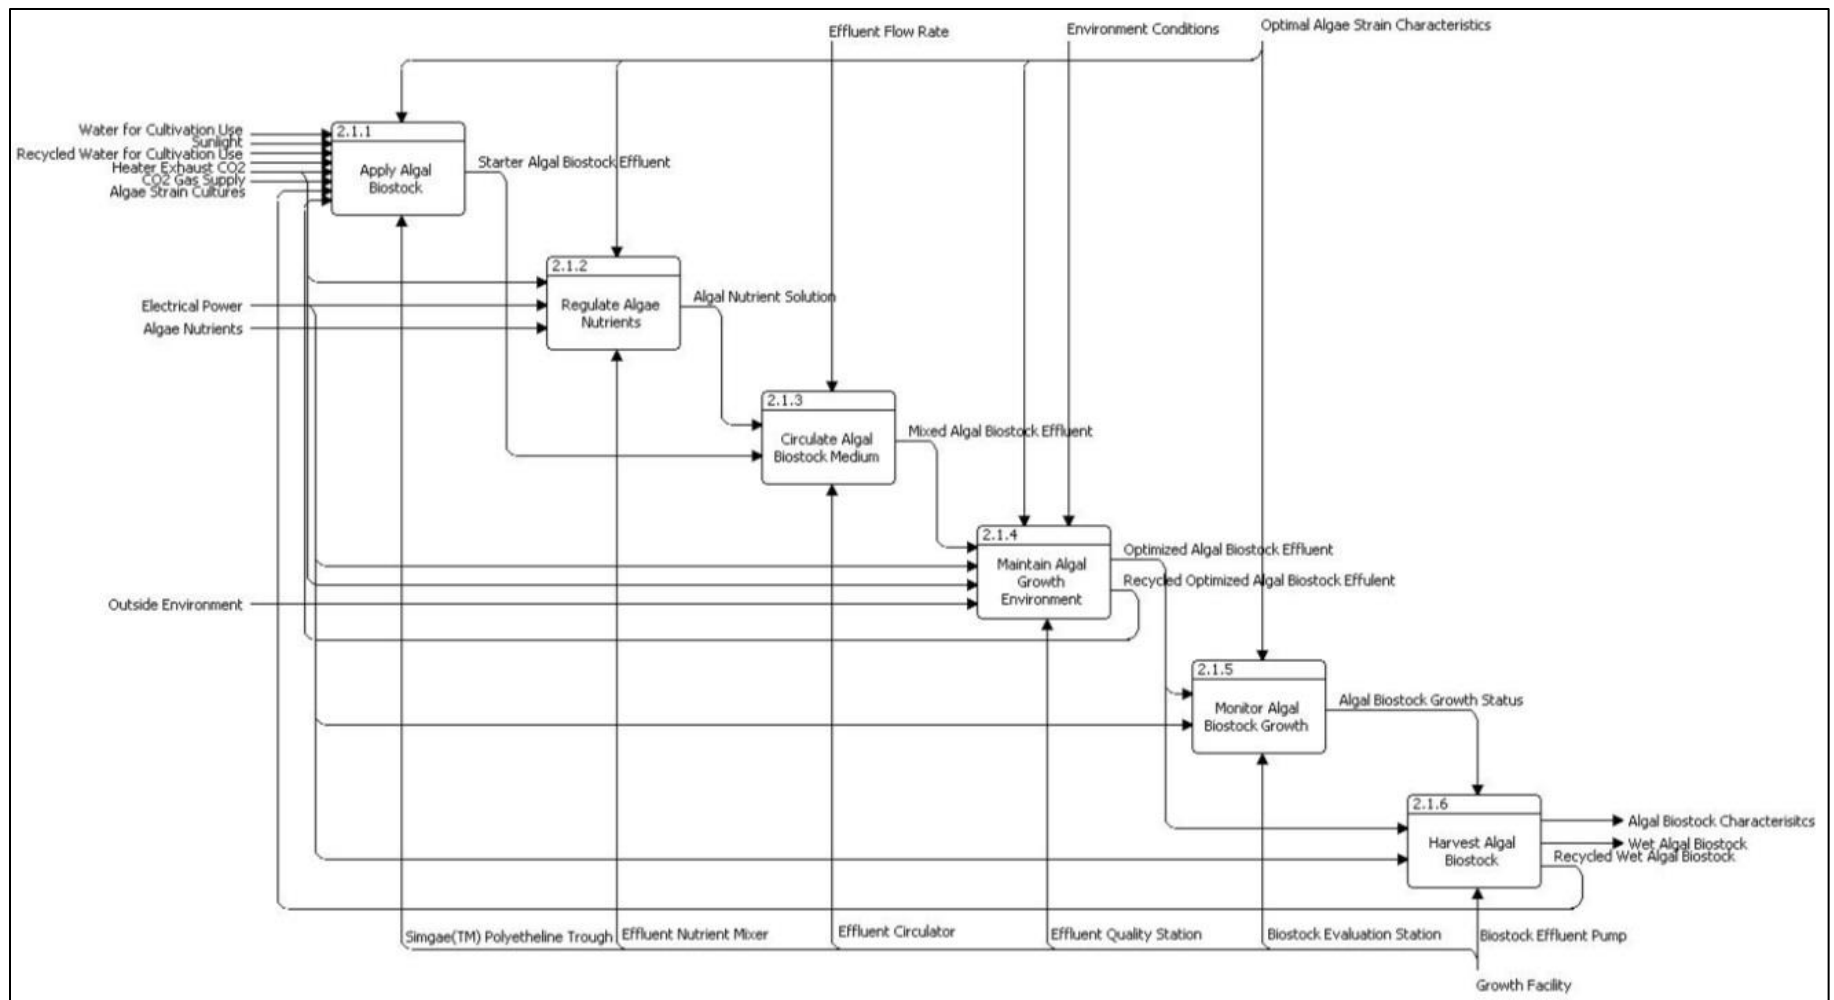 Effluent Flow Rate
Environment Conditions
Optimal Algae Strain Characteristics
Water for Cultivation Use
Sunlight
Recycled Water for Cultivation Use
Heater Exhaust CO2
CO2 Gas Supply
Algae Strain Cultures
2.1.1
Apply Algal
Biostock
Starter Algal Biostock Effluent
2.1.2
Regulate Algae
Nutrients
Electrical Power
Algae Nutrients
Algal Nutrient Solution
2.1.3
Circulate Algal
Biostock Medium
Mixed Algal Biostock Effluent
2.1.4
Maintain Algal
Growth
Environment
Outside Environment
Optimized Algal Biostock Effluent
Recycled Optimized Algal Biostock Effulent
2.1.5
Monitor Algal
Biostock Growth
Algal Biostock Growth Status
2.1.6
Harvest Algal
Biostock
Algal Biostock Characterisitcs
Wet Algal Biostock
Recycled Wet Algal Biostock
Simgae(TM) Polyetheline Trough
Effluent Nutrient Mixer
Effluent Circulator
Effluent Quality Station
Biostock Evaluation Station
Biostock Effluent Pump
Growth Facility